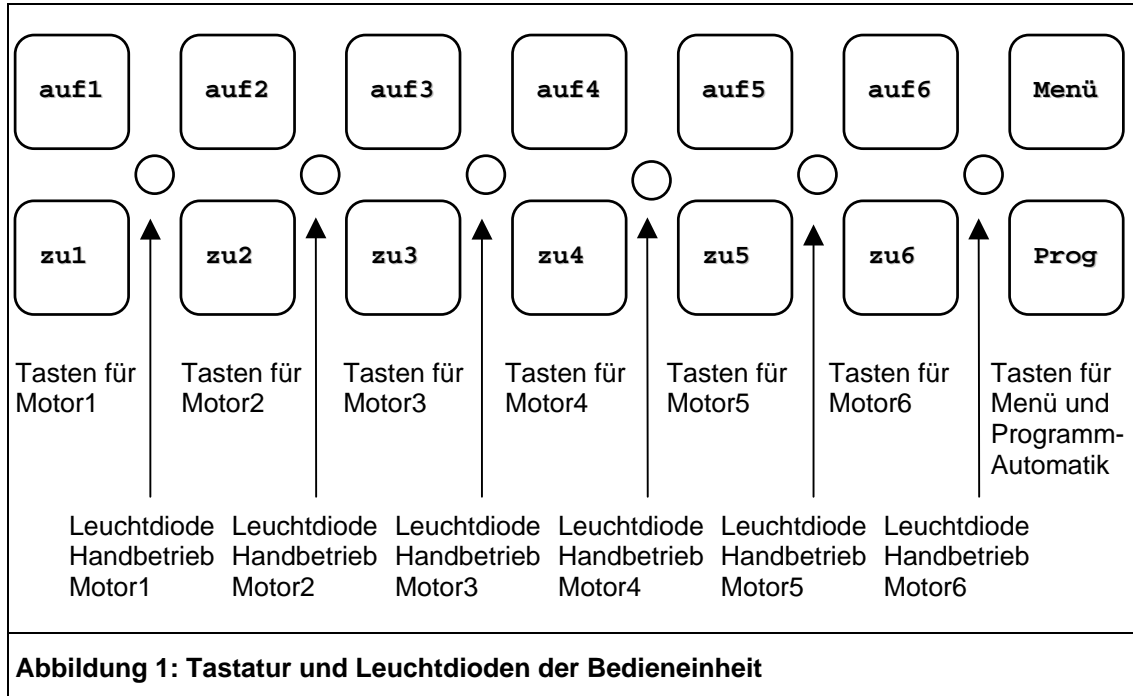 auf1 auf2 auf3 auf4 auf5 auf6 Menü
zu1 zu2 zu3 zu4 zu5 zu6 Prog
Tasten für Tasten für Tasten für Tasten für Tasten für Tasten für Tasten für
Motor1 Motor2 Motor3 Motor4 Motor5 Motor6 Menü und
Programm-
Automatik
Leuchtdiode Leuchtdiode Leuchtdiode Leuchtdiode Leuchtdiode Leuchtdiode
Handbetrieb Handbetrieb Handbetrieb Handbetrieb Handbetrieb Handbetrieb
Motor1 Motor2 Motor3 Motor4 Motor5 Motor6
Abbildung 1: Tastatur und Leuchtdioden der Bedieneinheit